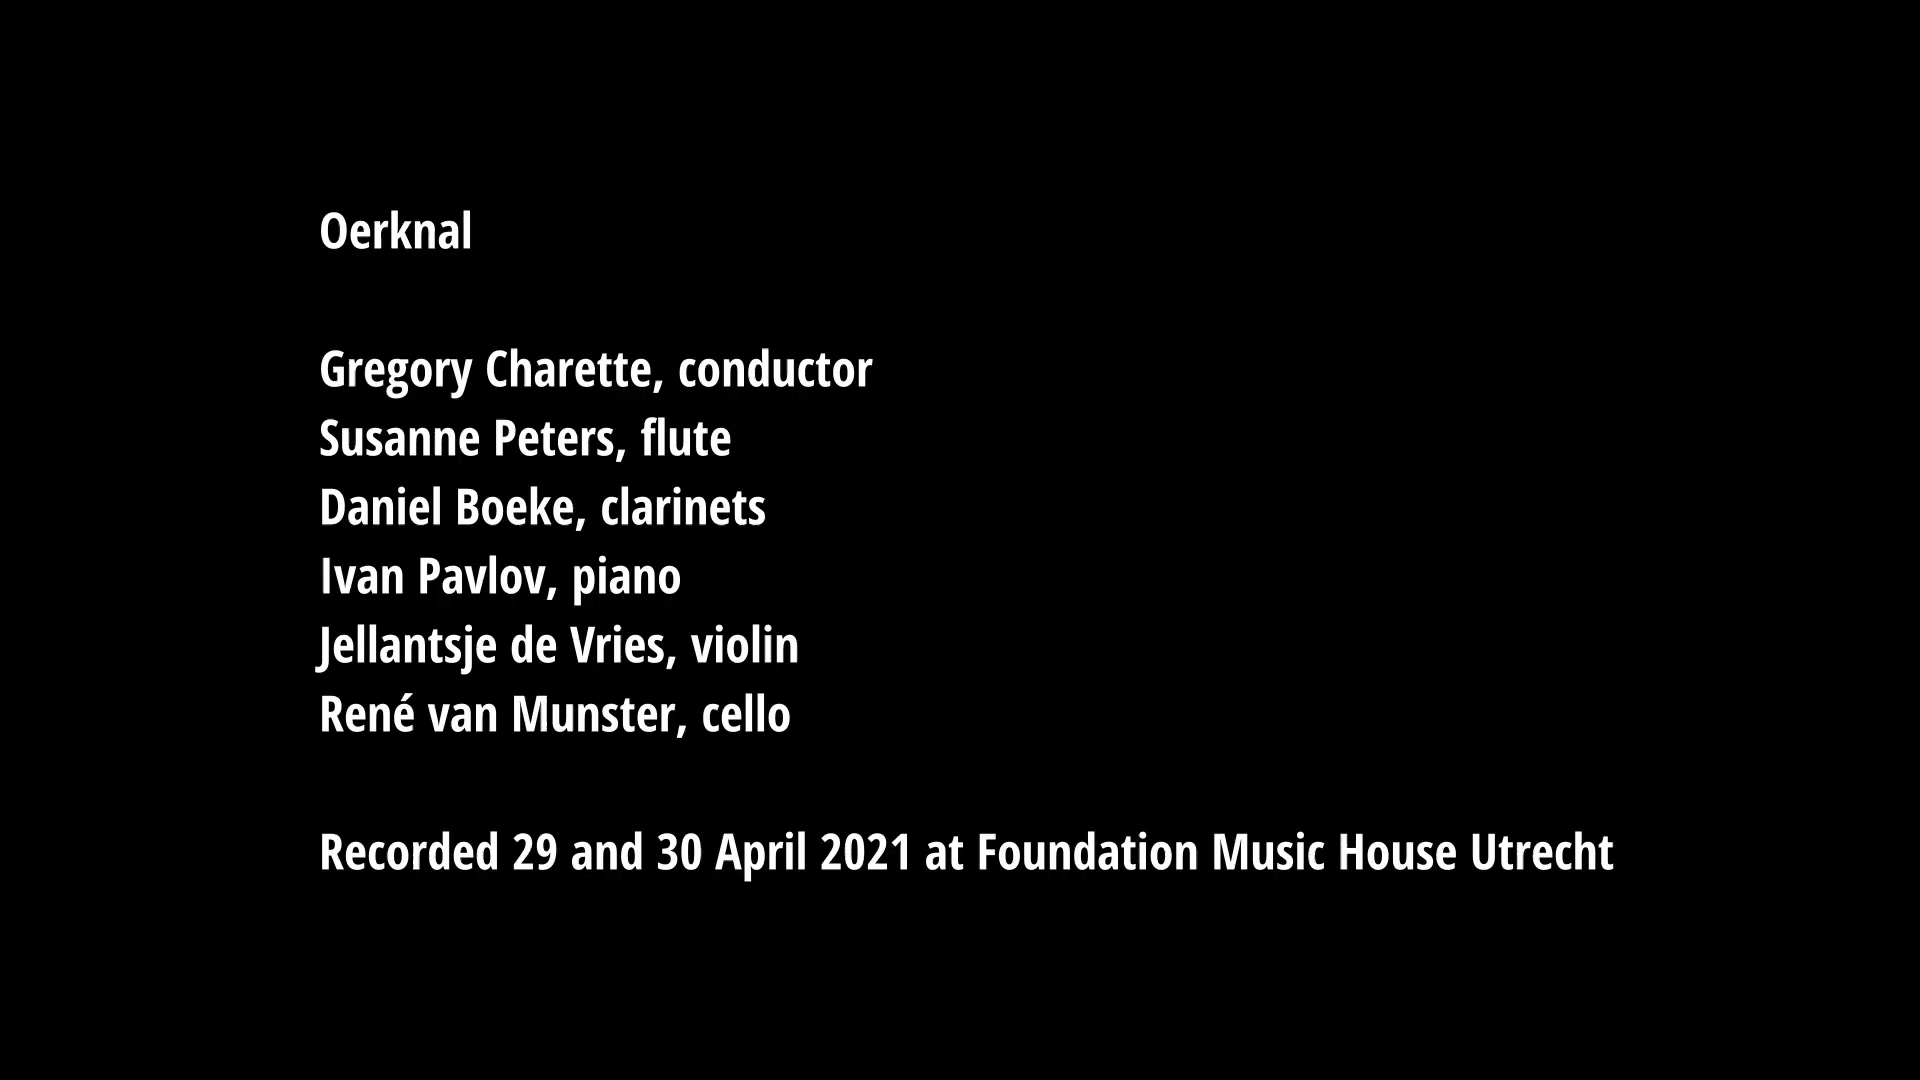 Oerknal
Gregory Charette, conductor
Susanne Peters, flute
Daniel Boeke, clarinets
Ivan Pavlov, piano
Jellantsje de Vries, violin
René van Munster, cello
Recorded 29 and 30 April 2021 at Foundation Music House Utrecht